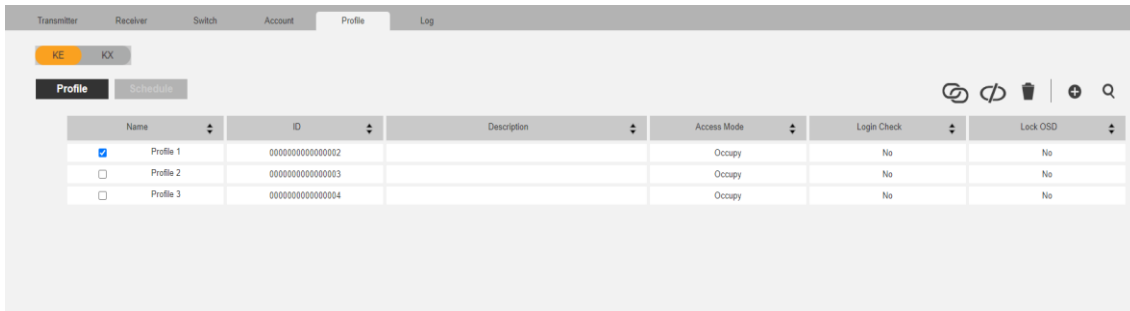 Transmitter Receiver Switch Account Profile Log
KE KX
Profile Schedule
Name ID Description Access Mode Login Check Lock OSD
Profile 1 0000000000000002 Occupy No No
Profile 2 0000000000000003 Occupy No No
Profile 3 0000000000000004 Occupy No No